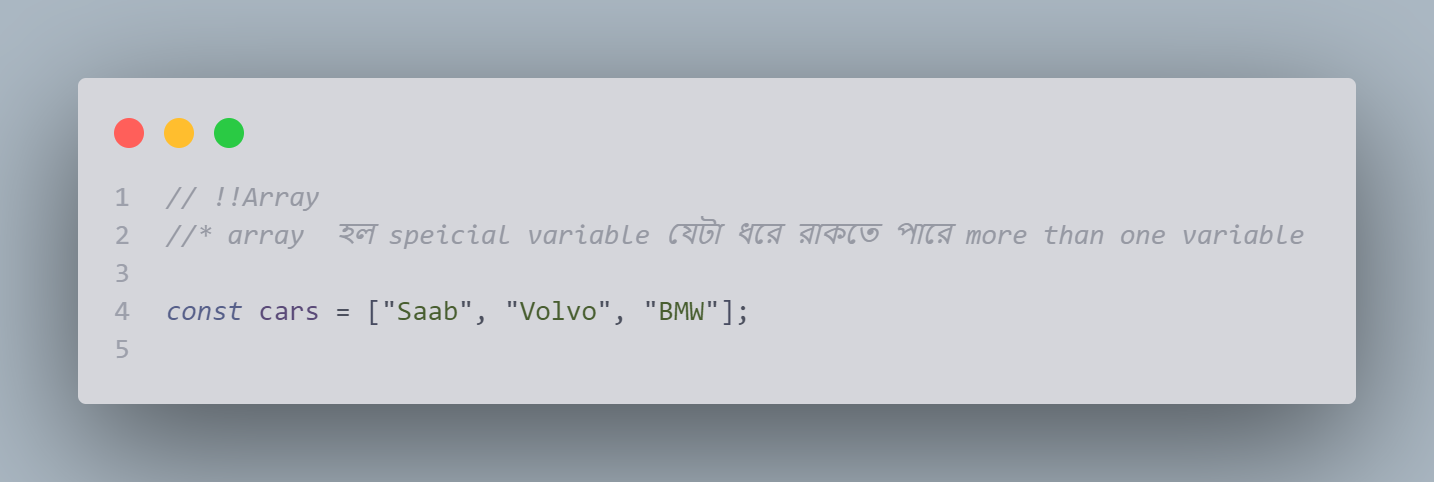 1 // !!Array
2 //* array হল speicial variable যেটা ধরে রাকতে পারে more than one variable
3
4 const cars = ["Saab", "Volvo", "BMW"];
5